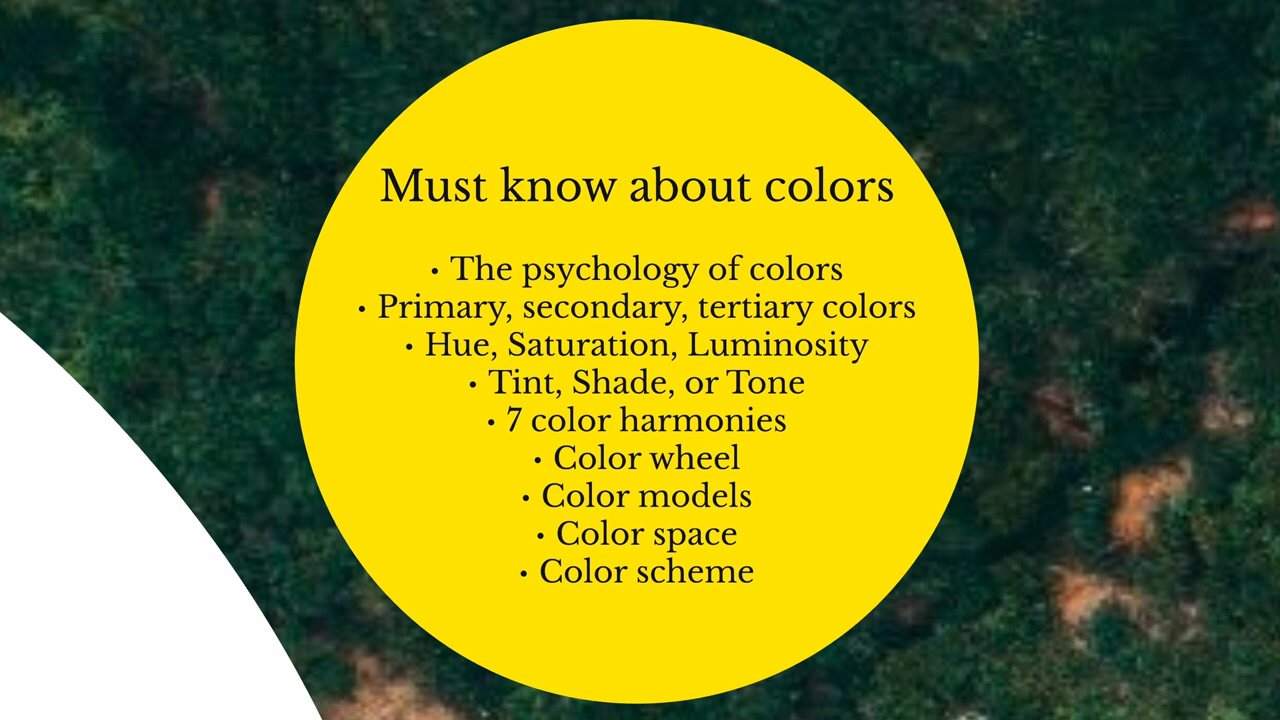 Must know about colors
• The psychology of colors
• Primary, secondary, tertiary colors
• Hue, Saturation, Luminosity
• Tint, Shade, or Tone
• 7 color harmonies
• Color wheel
• Color models
• Color space
• Color scheme